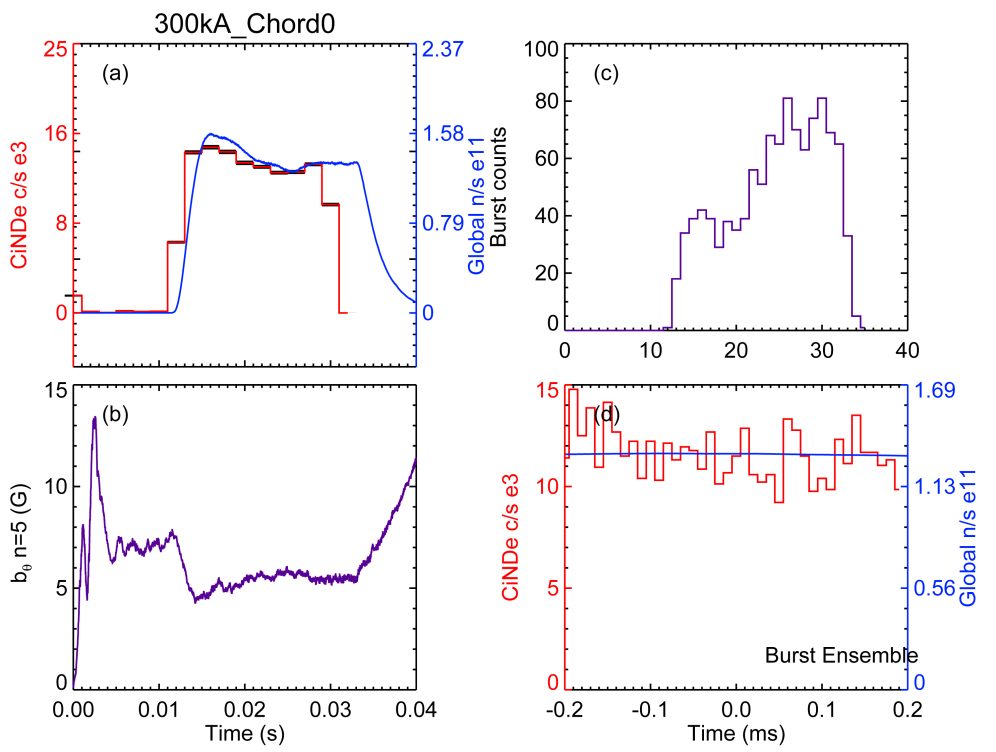 300kA_Chord0
(a)
25
16
8
0
CiNDe c/s e3
2.37
1.58
0.79
0
Global n/s e11
(c)
100
80
60
40
20
0
Burst counts
0 10 20 30 40
(b)
15
10
5
0
bθ n=5 (G)
0.00 0.01 0.02 0.03 0.04
Time (s)
(d)
15
10
5
0
CiNDe c/s e3
1.69
1.13
0.56
0
Global n/s e11
Burst Ensemble
-0.2 -0.1 0.0 0.1 0.2
Time (ms)